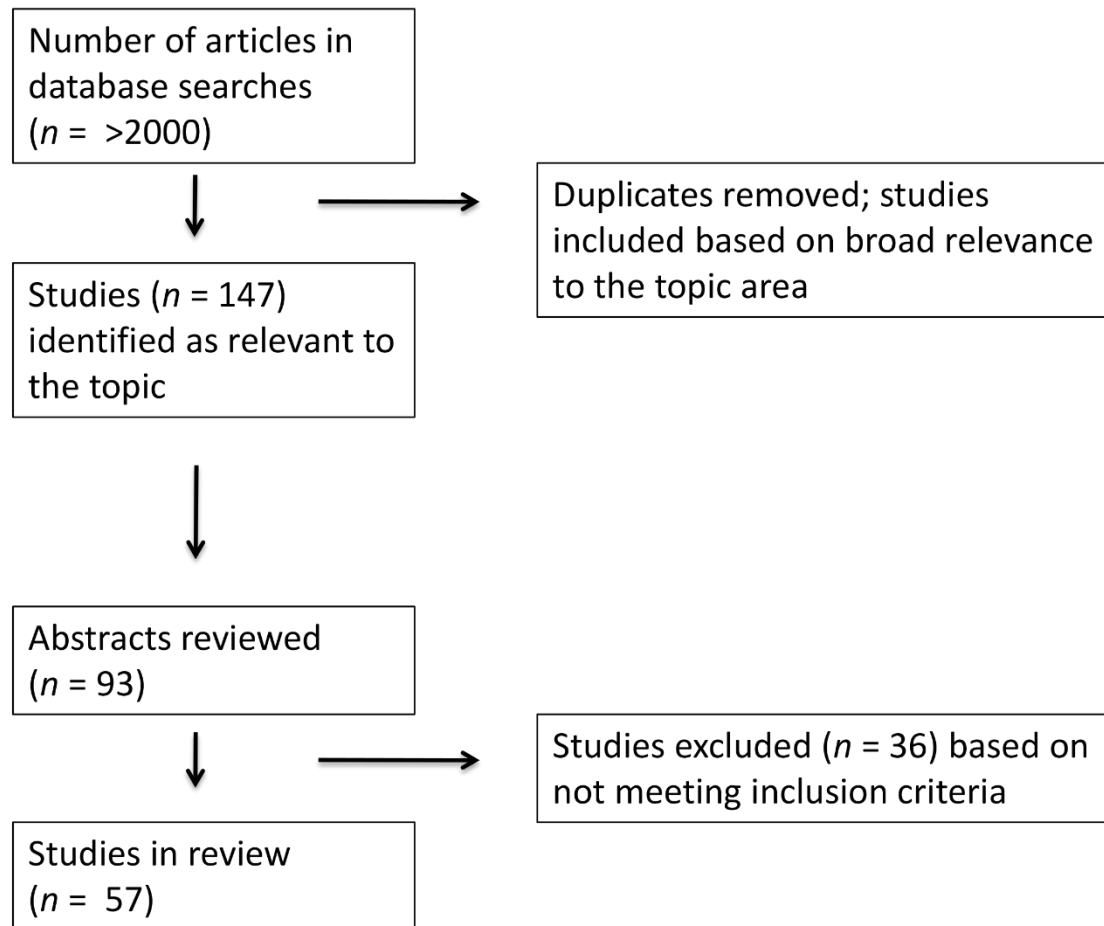 Number of articles in
database searches
(n = >2000)
Duplicates removed; studies
included based on broad relevance
to the topic area
Studies (n = 147)
identified as relevant to
the topic
Abstracts reviewed
(n = 93)
Studies excluded (n = 36) based on
not meeting inclusion criteria
Studies in review
(n = 57)